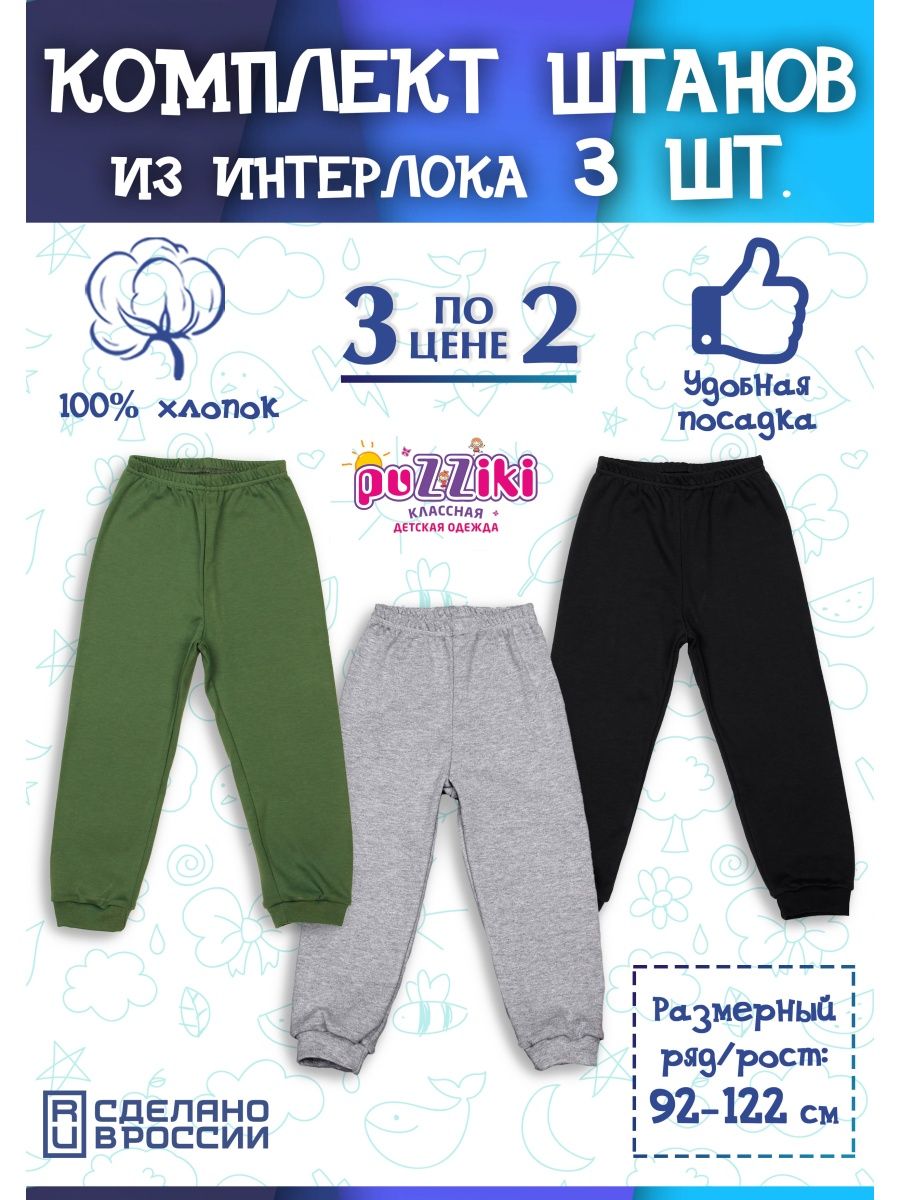 КОМПЛЕКТ ШТАНОВ
ИЗ ИНТЕРЛОКА 3 ШТ.
100% хлопок
3 ПО ЦЕНЕ 2
Удобная
посадка
puZZiki
КЛАССНАЯ
ДЕТСКАЯ ОДЕЖДА
Размерный
ряд/рост:
92-122 см
RU
СДЕЛАНО
В РОССИИ